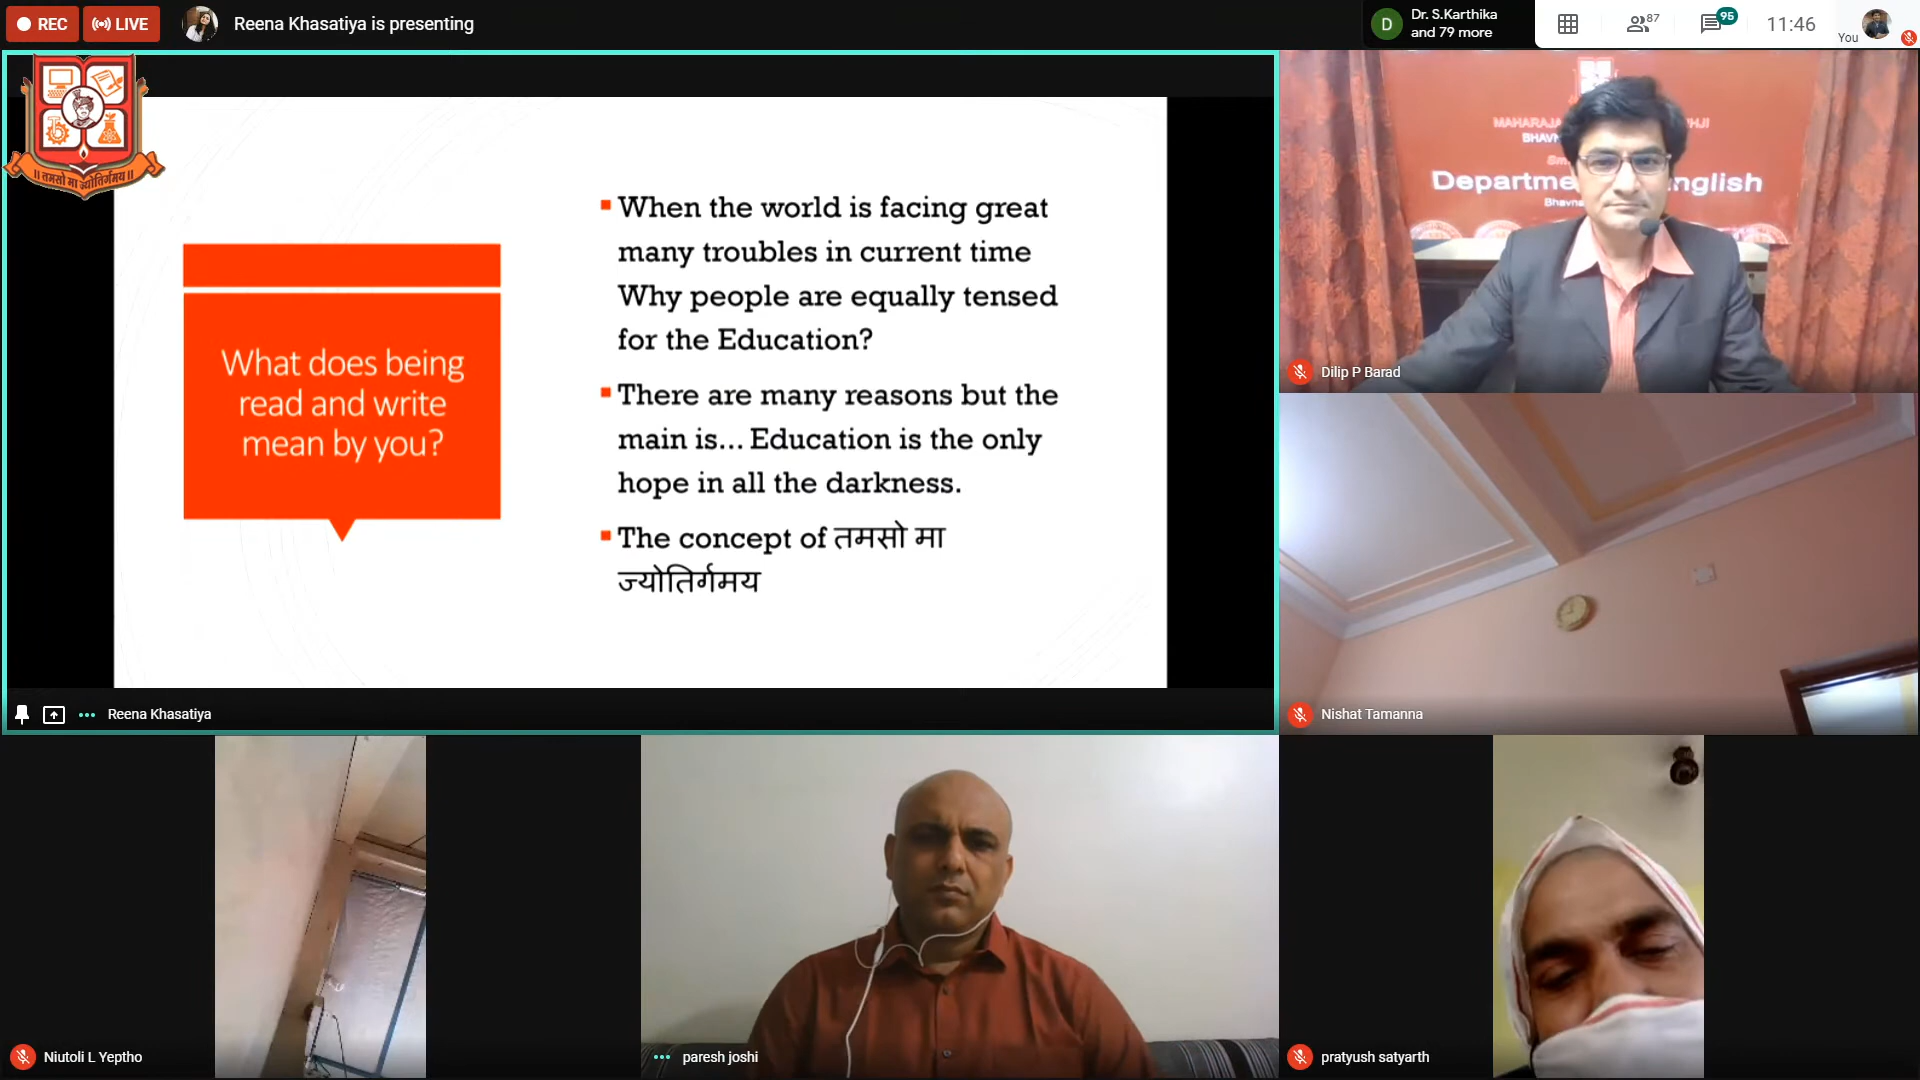 REC
LIVE
Reena Khasatiya is presenting
D
Dr. S.Karthika
and 79 more
87
95
11:46
You
॥ तमसो मा ज्योतिर्गमय ॥
What does being
read and write
mean by you?
When the world is facing great
many troubles in current time
Why people are equally tensed
for the Education?
There are many reasons but the
main is... Education is the only
hope in all the darkness.
The concept of तमसो मा
ज्योतिर्गमय
Reena Khasatiya
MAHARAJA
Dilip P Barad
Nishat Tamanna
Niutoli L Yeptho
paresh joshi
pratyush satyarth